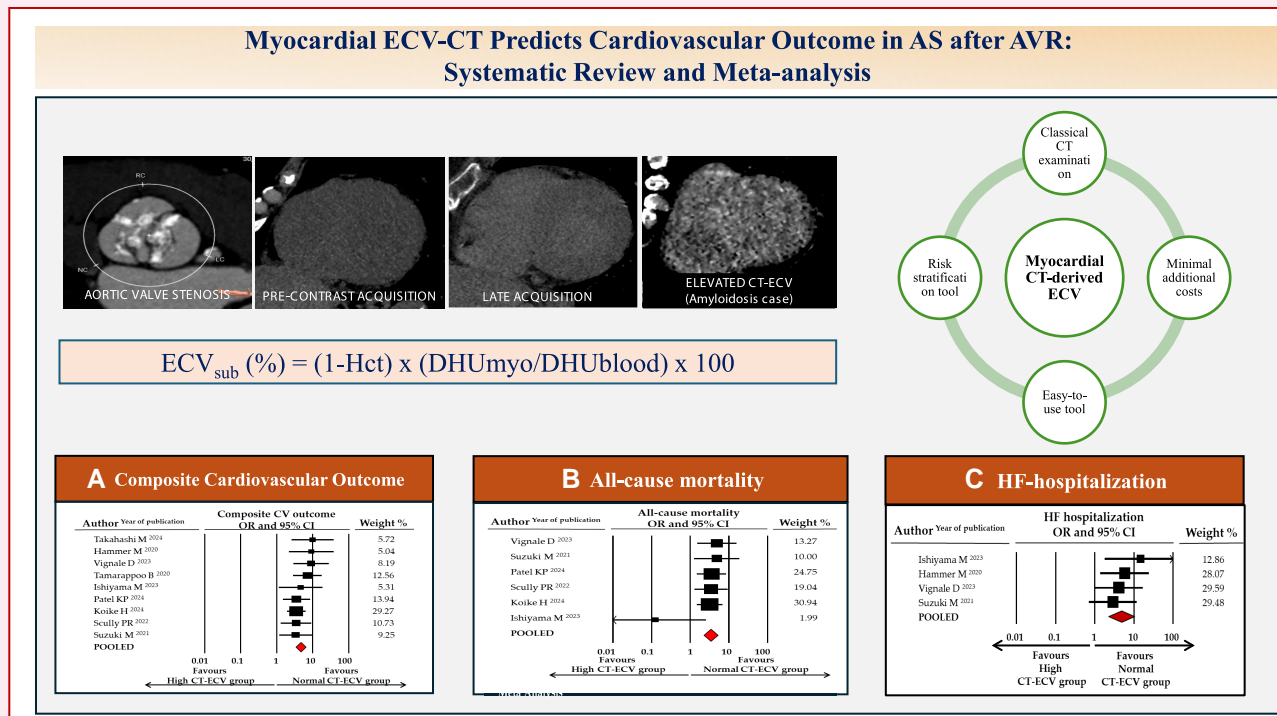 Myocardial ECV-CT Predicts Cardiovascular Outcome in AS after AVR:
Systematic Review and Meta-analysis
RC
30
NC
LC
AORTIC VALVE STENOSIS
PRE-CONTRAST ACQUISITION
LATE ACQUISITION
ELEVATED CT-ECV
(Amyloidosis case)
ECVsub (%) = (1-Hct) x (DHUmyo/DHUblood) x 100
Classical
CT
examinati
on
Risk
stratificati
on tool
Myocardial
CT-derived
ECV
Minimal
additional
costs
Easy-to-
use tool
A Composite Cardiovascular Outcome
Composite CV outcome
Author Year of publication OR and 95% CI Weight %
Takahashi M 2024 5.72
Hammer M 2020 5.04
Vignale D 2023 8.19
Tamarappoo B 2020 12.56
Ishiyama M 2023 5.31
Patel KP 2024 13.94
Koike H 2024 29.27
Scully PR 2022 10.73
Suzuki M 2021 9.25
POOLED
0.01 0.1 1 10 100
Favours
High CT-ECV group Normal CT-ECV group
B All-cause mortality
All-cause mortality
Author Year of publication OR and 95% CI Weight %
Vignale D 2023 13.27
Suzuki M 2021 10.00
Patel KP 2024 24.75
Scully PR 2022 19.04
Koike H 2024 30.94
Ishiyama M 2023 1.99
POOLED
0.01 0.1 1 10 100
Favours Favours
High CT-ECV group Normal CT-ECV group
Meta Analysis
C HF-hospitalization
HF hospitalization
Author Year of publication OR and 95% CI Weight %
Ishiyama M 2023 12.86
Hammer M 2020 28.07
Vignale D 2023 29.59
Suzuki M 2021 29.48
POOLED
0.01 0.1 1 10 100
Favours Favours
High Normal
CT-ECV group CT-ECV group